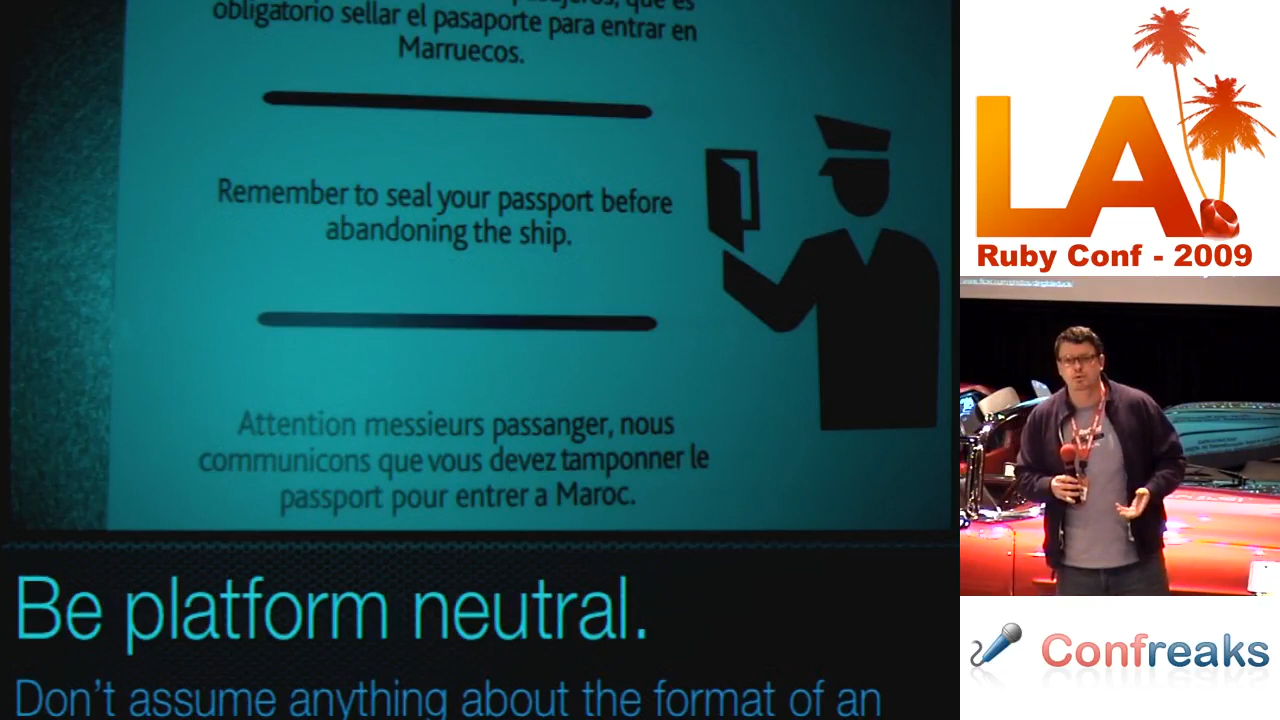 obligatorio sellar el pasaporte para entrar en
Marruecos.
Remember to seal your passport before
abandoning the ship.
Attention messieurs passanger, nous
communicons que vous devez tamponner le
passport pour entrer a Maroc.
Be platform neutral.
Don't assume anything about the format of an
LA
Ruby Conf - 2009
Confreaks